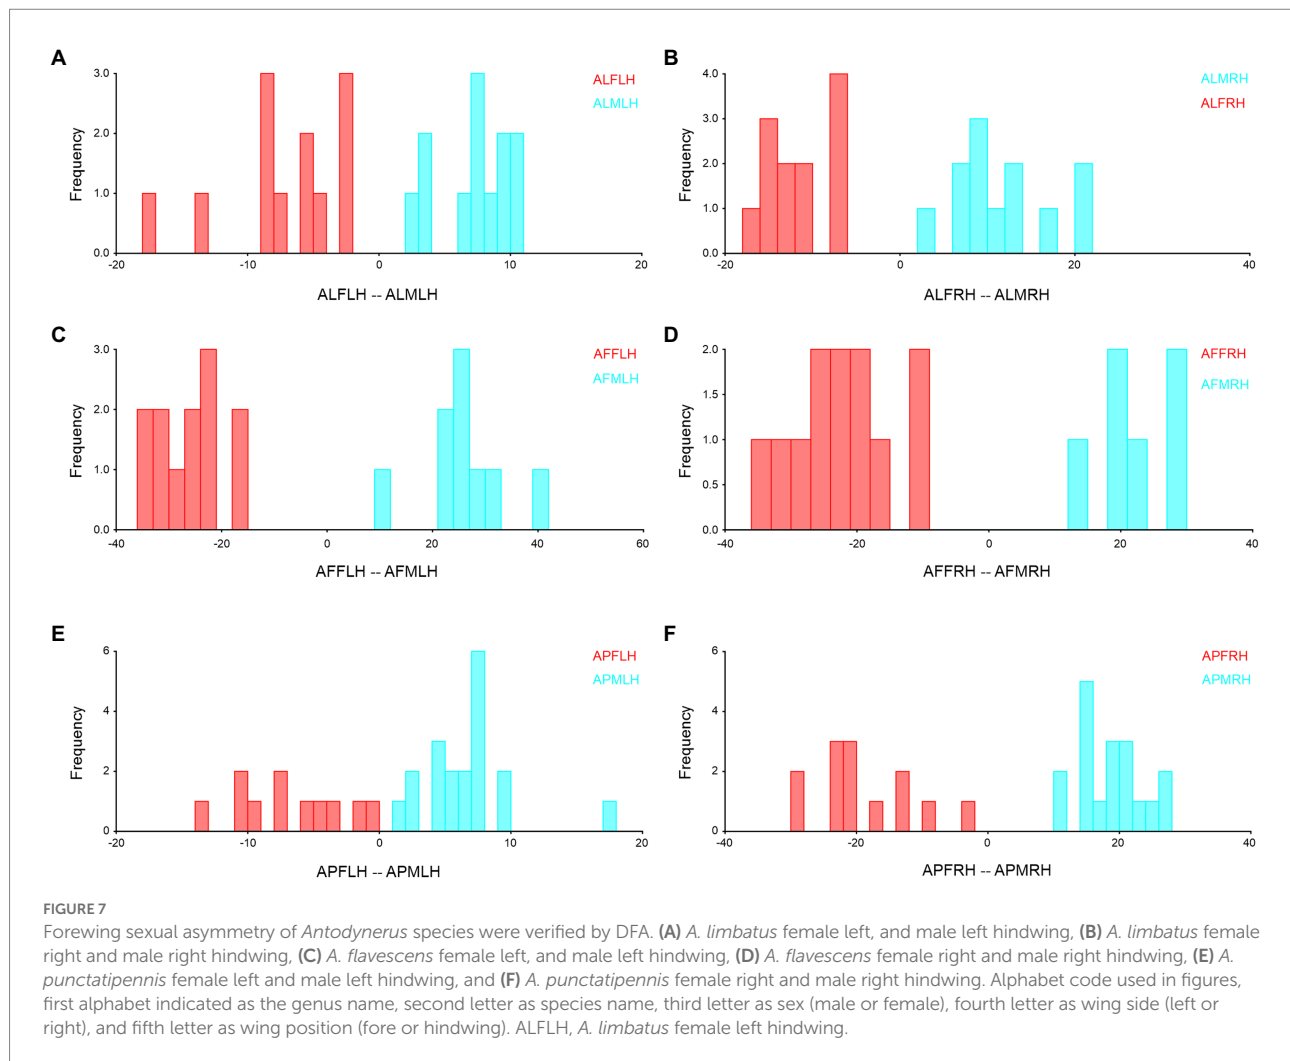 A
Frequency
3.0
2.0
1.0
0.0
-20
-10
0
10
20
ALFLH
ALMLH
ALFLH -- ALMLH
B
Frequency
4.0
3.0
2.0
1.0
0.0
-20
0
20
40
ALMRH
ALFRH
ALFRH -- ALMRH
C
Frequency
3.0
2.0
1.0
0.0
-40
-20
0
20
40
60
AFFLH
AFMLH
AFFLH -- AFMLH
D
Frequency
2.0
1.5
1.0
0.5
0.0
-40
-20
0
20
40
AFFRH
AFMRH
AFFRH -- AFMRH
E
Frequency
6
4
2
0
-20
-10
0
10
20
APFLH
APMLH
APFLH -- APMLH
F
Frequency
6
4
2
0
-40
-20
0
20
40
APFRH
APMRH
APFRH -- APMRH
FIGURE 7
Forewing sexual asymmetry of Antodynerus species were verified by DFA. (A) A. limbatus female left, and male left hindwing, (B) A. limbatus female
right and male right hindwing, (C) A. flavescens female left, and male left hindwing, (D) A. flavescens female right and male right hindwing, (E) A.
punctatipennis female left and male left hindwing, and (F) A. punctatipennis female right and male right hindwing. Alphabet code used in figures,
first alphabet indicated as the genus name, second letter as species name, third letter as sex (male or female), fourth letter as wing side (left or
right), and fifth letter as wing position (fore or hindwing). ALFLH, A. limbatus female left hindwing.